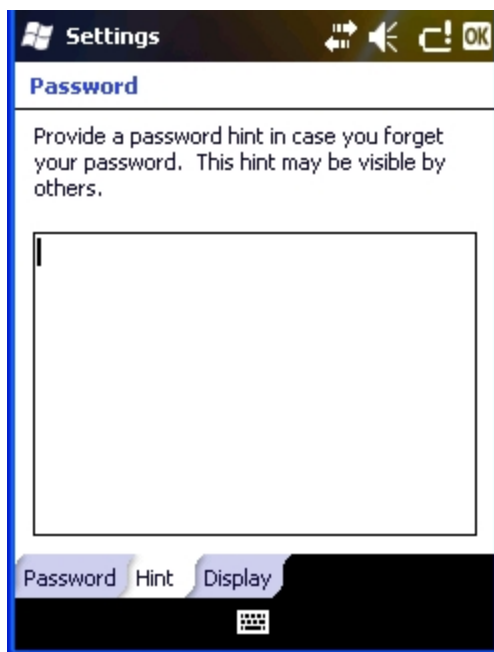 Settings
OK
Password
Provide a password hint in case you forget
your password.  This hint may be visible by
others.
Password Hint Display